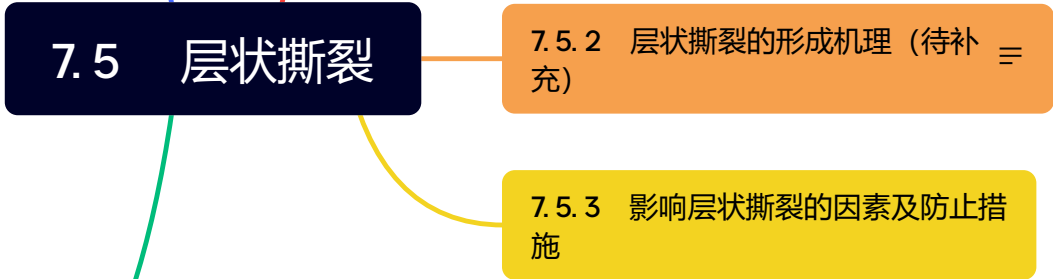 7.5 层状撕裂
7.5.2 层状撕裂的形成机理（待补
充）
7.5.3 影响层状撕裂的因素及防止措
施